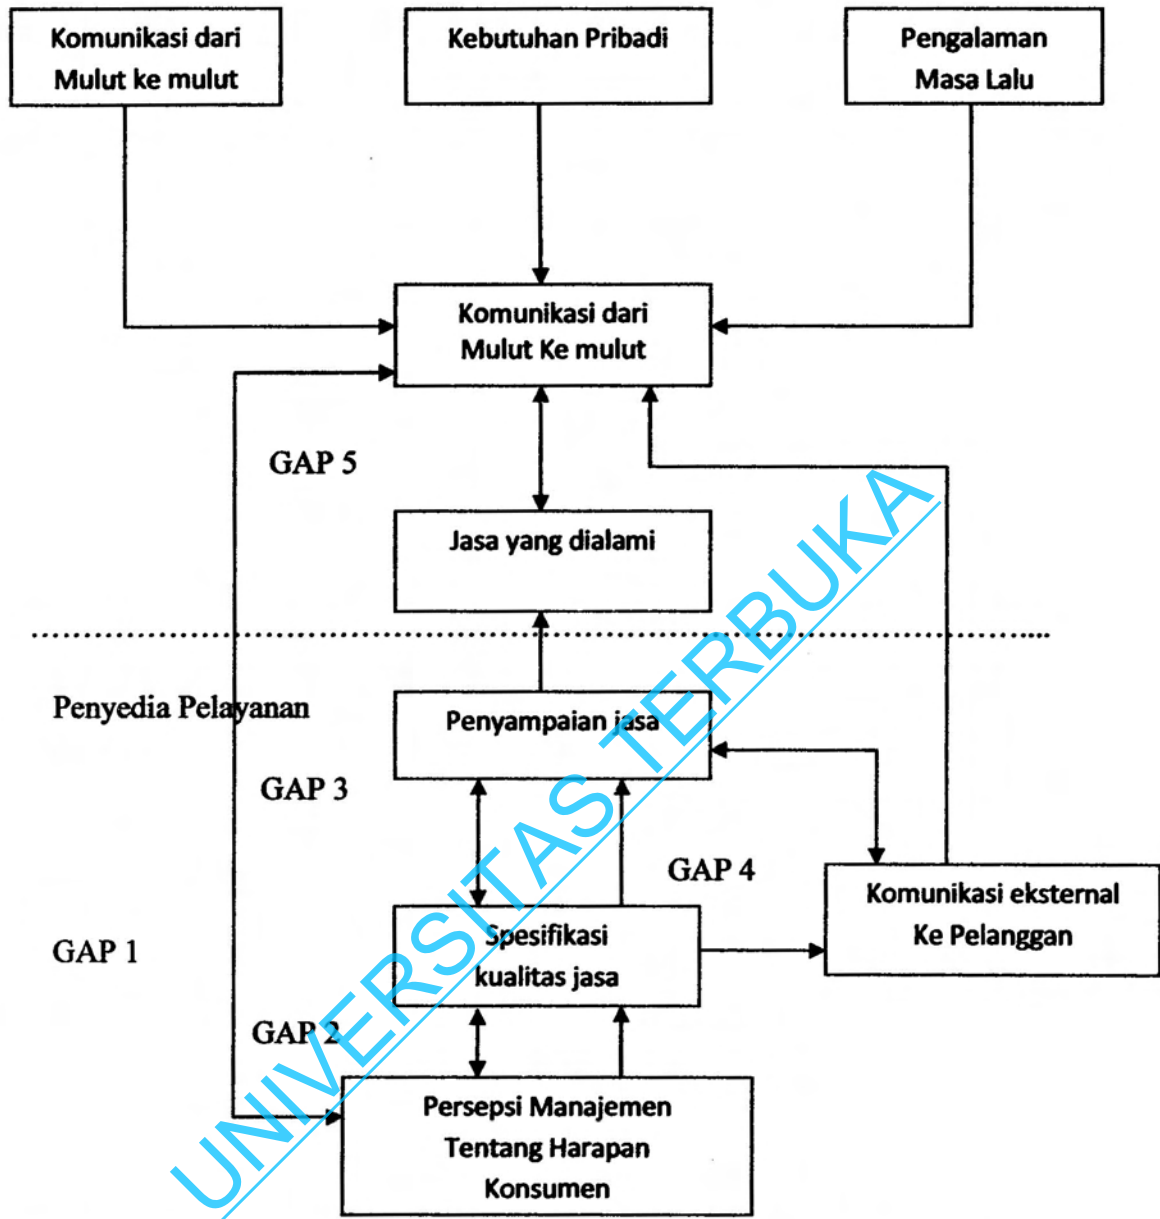 Komunikasi dari
Mulut ke mulut
Kebutuhan Pribadi
Pengalaman
Masa Lalu
Komunikasi dari
Mulut Ke mulut
GAP 5
Jasa yang dialami
Penyedia Pelayanan
Penyampaian jasa
GAP 3
GAP 4
Komunikasi eksternal
Ke Pelanggan
GAP 1
Spesifikasi
kualitas jasa
GAP 2
Persepsi Manajemen
Tentang Harapan
Konsumen
UNIVERSITAS TERBUKA